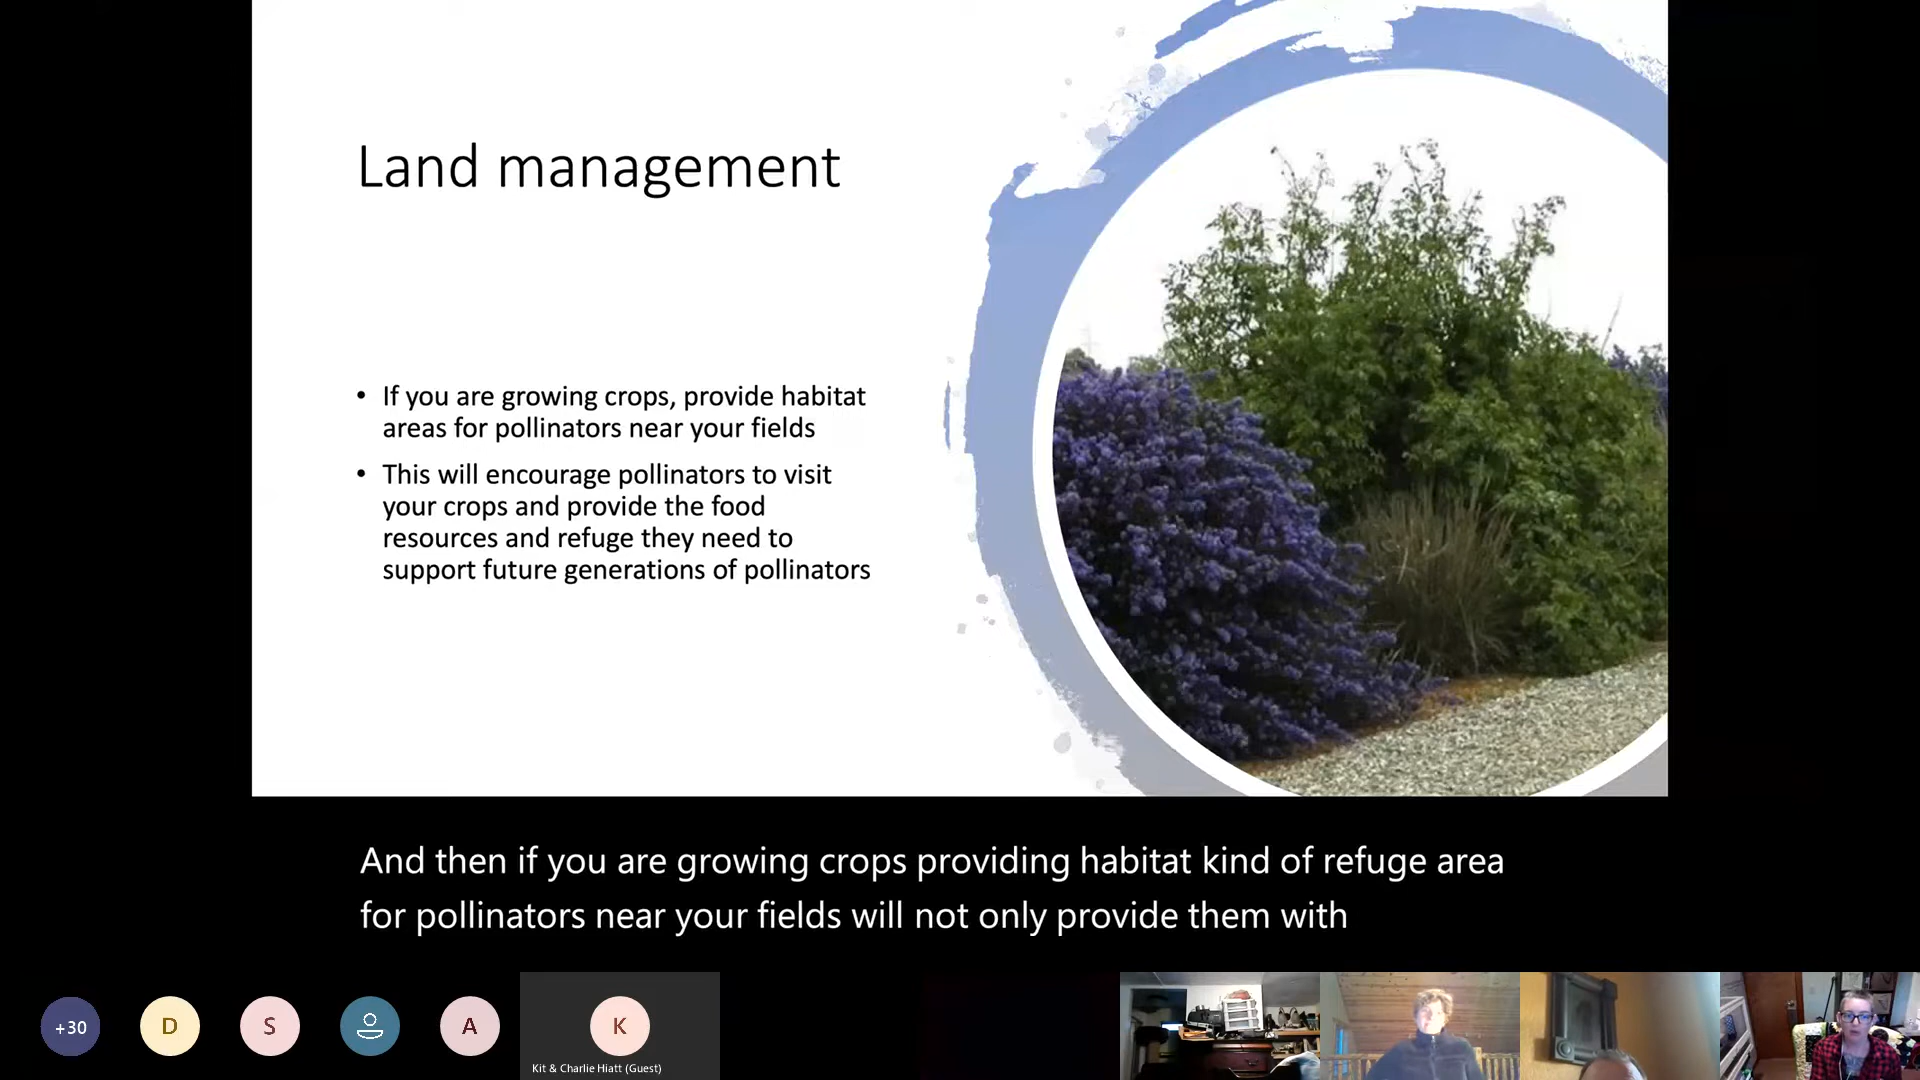 Land management
• If you are growing crops, provide habitat
areas for pollinators near your fields
• This will encourage pollinators to visit
your crops and provide the food
resources and refuge they need to
support future generations of pollinators
And then if you are growing crops providing habitat kind of refuge area
for pollinators near your fields will not only provide them with
+30
D
S
A
K
Kit & Charlie Hiatt (Guest)